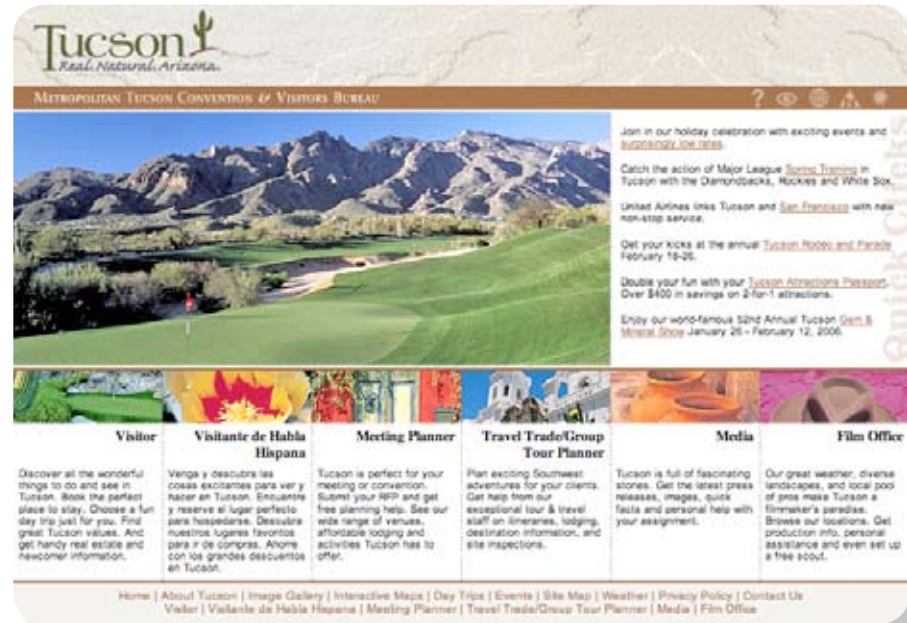 Tucson
Real. Natural. Arizona.
Metropolitan Tucson Convention & Visitors Bureau
?
Join in our holiday celebration with exciting events and
surprisingly low rates.
Catch the action of Major League Spring Training in
Tucson with the Diamondbacks, Rockies and White Sox.
United Airlines links Tucson and San Francisco with new
non-stop service.
Get your kicks at the annual Tucson Rodeo and Parade
February 18-26.
Double your fun with your Tucson Attractions Passport.
Over $400 in savings on 2-for-1 attractions.
Enjoy our world-famous 52nd Annual Tucson Gem &
Mineral Show January 26 - February 12, 2006.
Quick Clicks
Visitor
Discover all the wonderful
things to do and see in
Tucson. Book the perfect
place to stay. Choose a fun
day trip just for you. Find
great Tucson values. And
get handy real estate and
newcomer information.
Visitante de Habla
Hispana
Venga y descubra las
cosas excitantes para ver y
hacer en Tucson. Encuentre
y reserve el lugar perfecto
para hospedarse. Descubra
nuestros lugares favoritos
para ir de compras. Ahorre
con los grandes descuentos
en Tucson.
Meeting Planner
Tucson is perfect for your
meeting or convention.
Submit your RFP and get
free planning help. See our
wide range of venues,
affordable lodging and
activities Tucson has to
offer.
Travel Trade/Group
Tour Planner
Plan exciting Southwest
adventures for your clients.
Get help from our
exceptional tour & travel
staff on itineraries, lodging,
destination information, and
site inspections.
Media
Tucson is full of fascinating
stories. Get the latest press
releases, images, quick
facts and personal help with
your assignment.
Film Office
Our great weather, diverse
landscapes, and local pool
of pros make Tucson a
filmmaker's paradise.
Browse our locations. Get
production info, personal
assistance and even set up
a free scout.
Home | About Tucson | Image Gallery | Interactive Maps | Day Trips | Events | Site Map | Weather | Privacy Policy | Contact Us
Visitor | Visitante de Habla Hispana | Meeting Planner | Travel Trade/Group Tour Planner | Media | Film Office